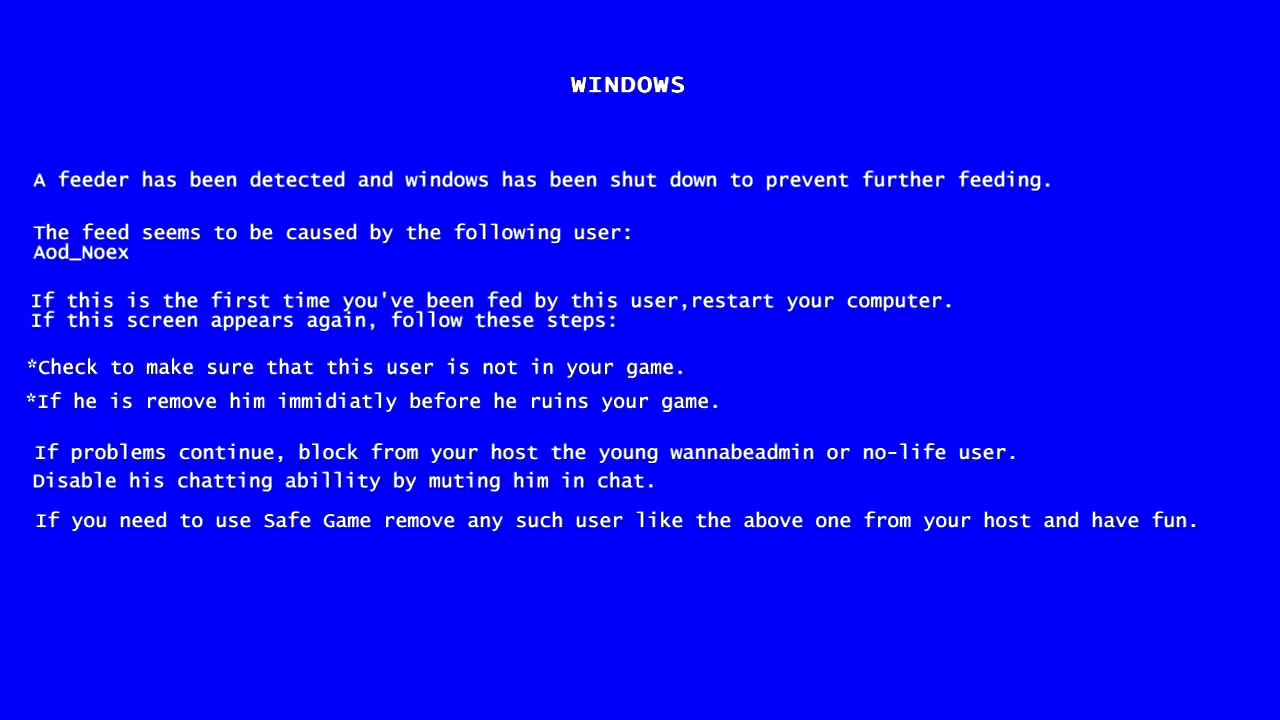 WINDOWS
A feeder has been detected and windows has been shut down to prevent further feeding.
The feed seems to be caused by the following user:
Aod_Noex
If this is the first time you've been fed by this user,restart your computer.
If this screen appears again, follow these steps:
*Check to make sure that this user is not in your game.
*If he is remove him immidiatly before he ruins your game.
If problems continue, block from your host the young wannabeadmin or no-life user.
Disable his chatting abillity by muting him in chat.
If you need to use Safe Game remove any such user like the above one from your host and have fun.